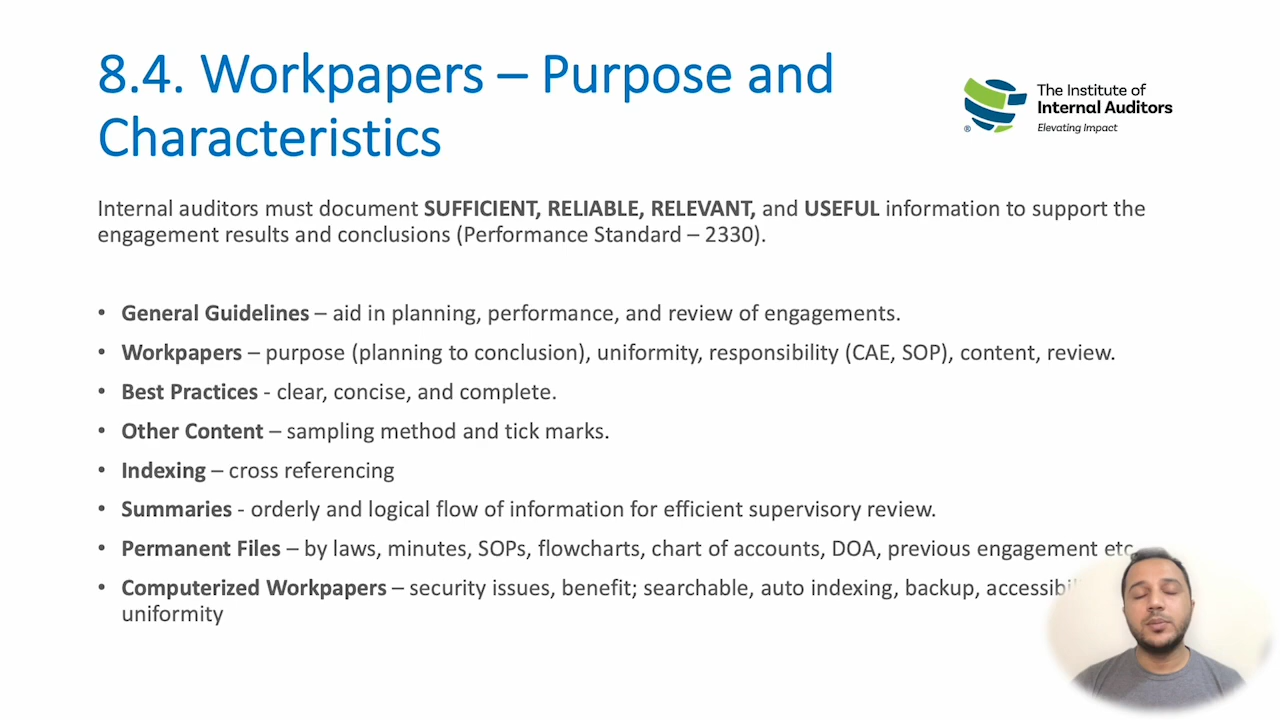 8.4. Workpapers – Purpose and
Characteristics
The Institute of
Internal Auditors
®
Elevating Impact
Internal auditors must document SUFFICIENT, RELIABLE, RELEVANT, and USEFUL information to support the
engagement results and conclusions (Performance Standard – 2330).
• General Guidelines – aid in planning, performance, and review of engagements.
• Workpapers – purpose (planning to conclusion), uniformity, responsibility (CAE, SOP), content, review.
• Best Practices - clear, concise, and complete.
• Other Content – sampling method and tick marks.
• Indexing – cross referencing
• Summaries - orderly and logical flow of information for efficient supervisory review.
• Permanent Files – by laws, minutes, SOPs, flowcharts, chart of accounts, DOA, previous engagement etc.
• Computerized Workpapers – security issues, benefit; searchable, auto indexing, backup,
uniformity